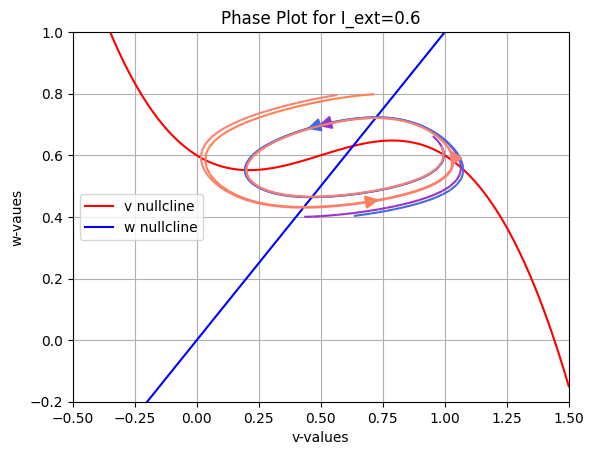 Phase Plot for I_ext=0.6
w-values
1.0
0.8
0.6
0.4
0.2
0.0
−0.2
v nullcline
w nullcline
−0.50 −0.25 0.00 0.25 0.50 0.75 1.00 1.25 1.50
v-values